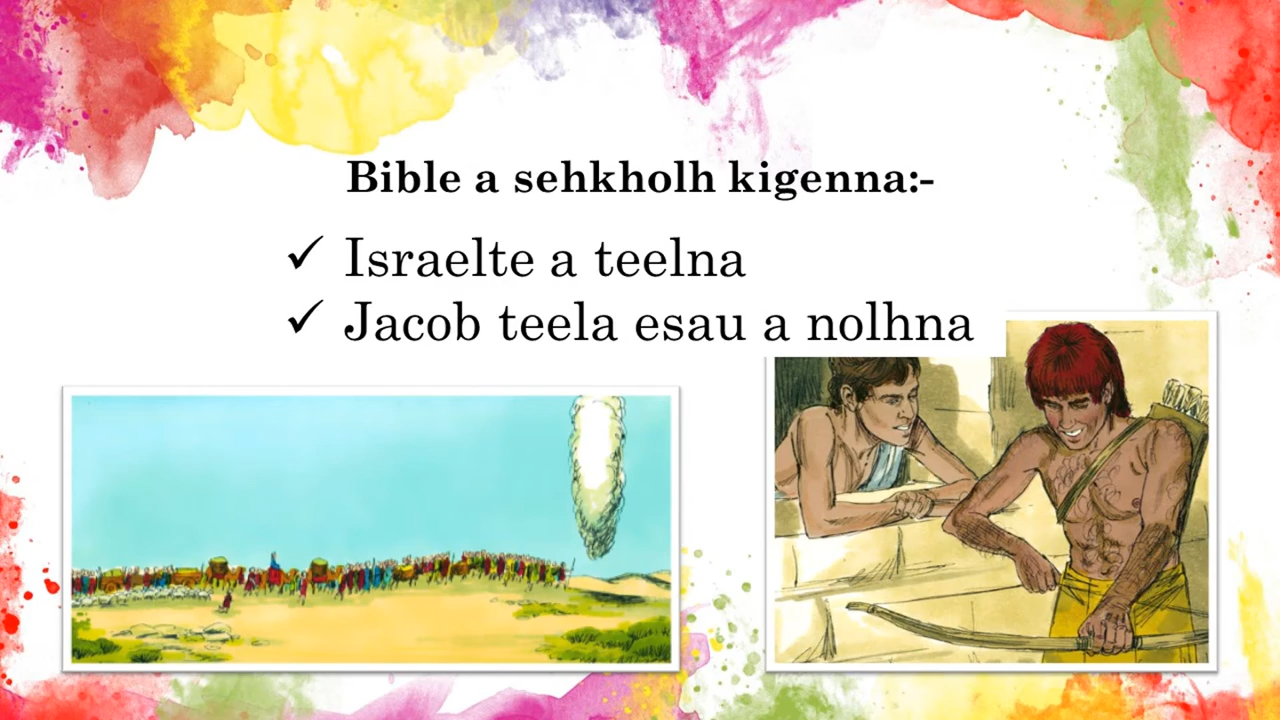 Bible a sehkholh kigenna:-
✓ Israelte a teelna
✓ Jacob teela esau a nolhna